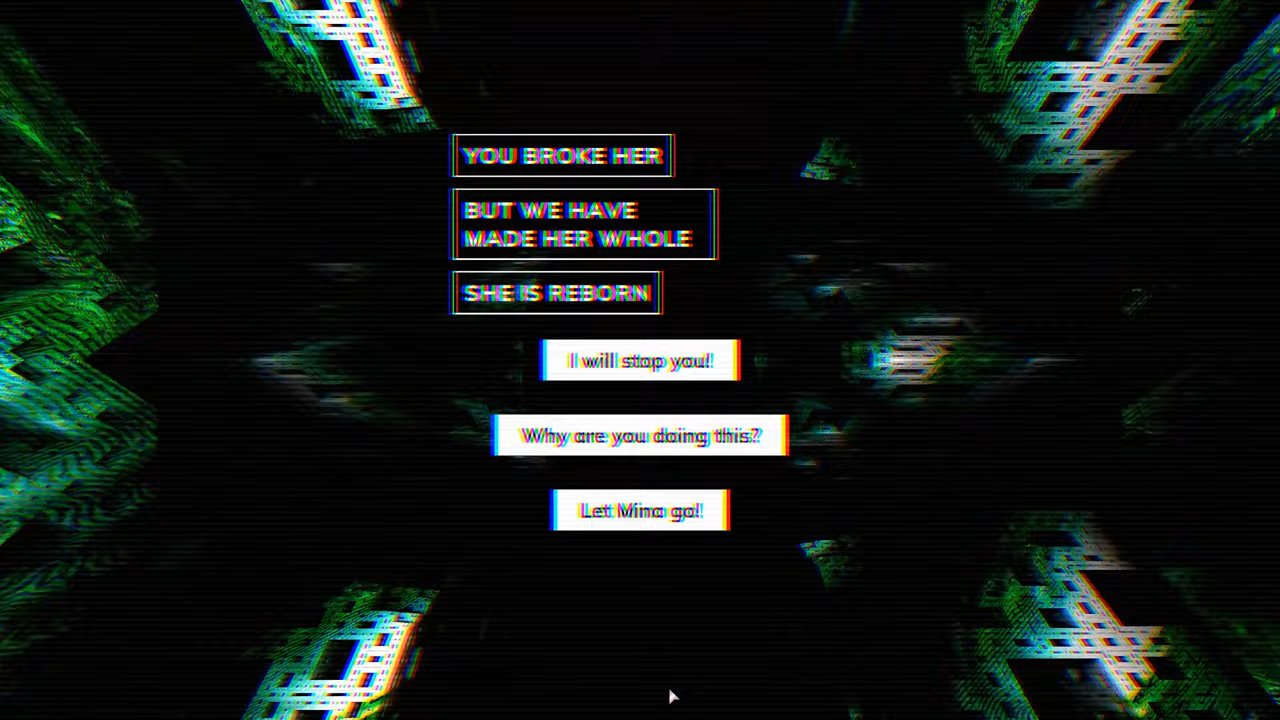 YOU BROKE HER
BUT WE HAVE
MADE HER WHOLE
SHE IS REBORN
I will stop you!
Why are you doing this?
Let Mina go!